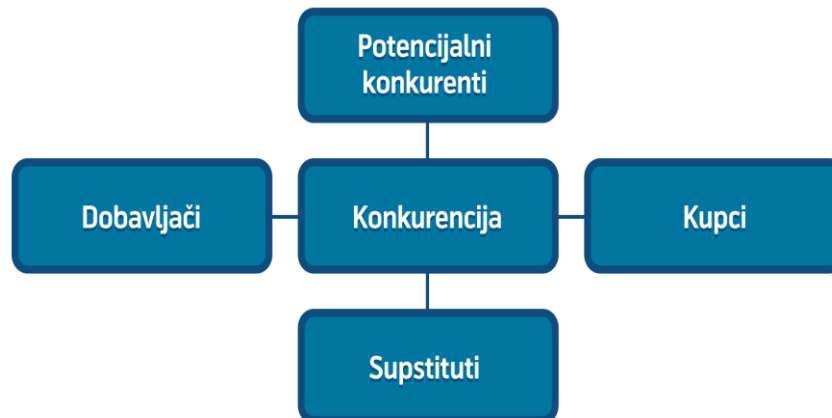 Potencijalni
konkurenti
Dobavljači
Konkurencija
Kupci
Supstituti